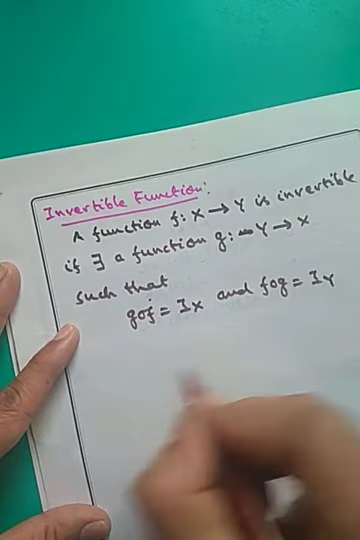 Invertible Function:
A function f: X → Y is invertible
if ∃ a function g: Y → X
such that
gof = Ix and fog = Iy